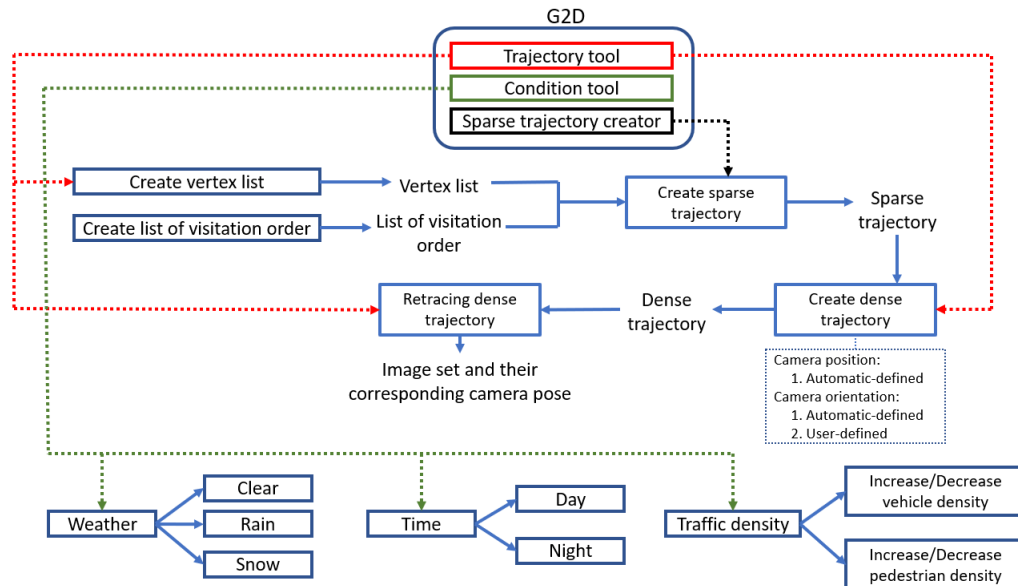 G2D
Trajectory tool
Condition tool
Sparse trajectory creator
Create vertex list
Vertex list
Create list of visitation order
List of visitation
order
Create sparse
trajectory
Sparse
trajectory
Retracing dense
trajectory
Dense
trajectory
Create dense
trajectory
Image set and their
corresponding camera pose
Camera position:
1. Automatic-defined
Camera orientation:
1. Automatic-defined
2. User-defined
Weather
Clear
Rain
Snow
Time
Day
Night
Traffic density
Increase/Decrease
vehicle density
Increase/Decrease
pedestrian density